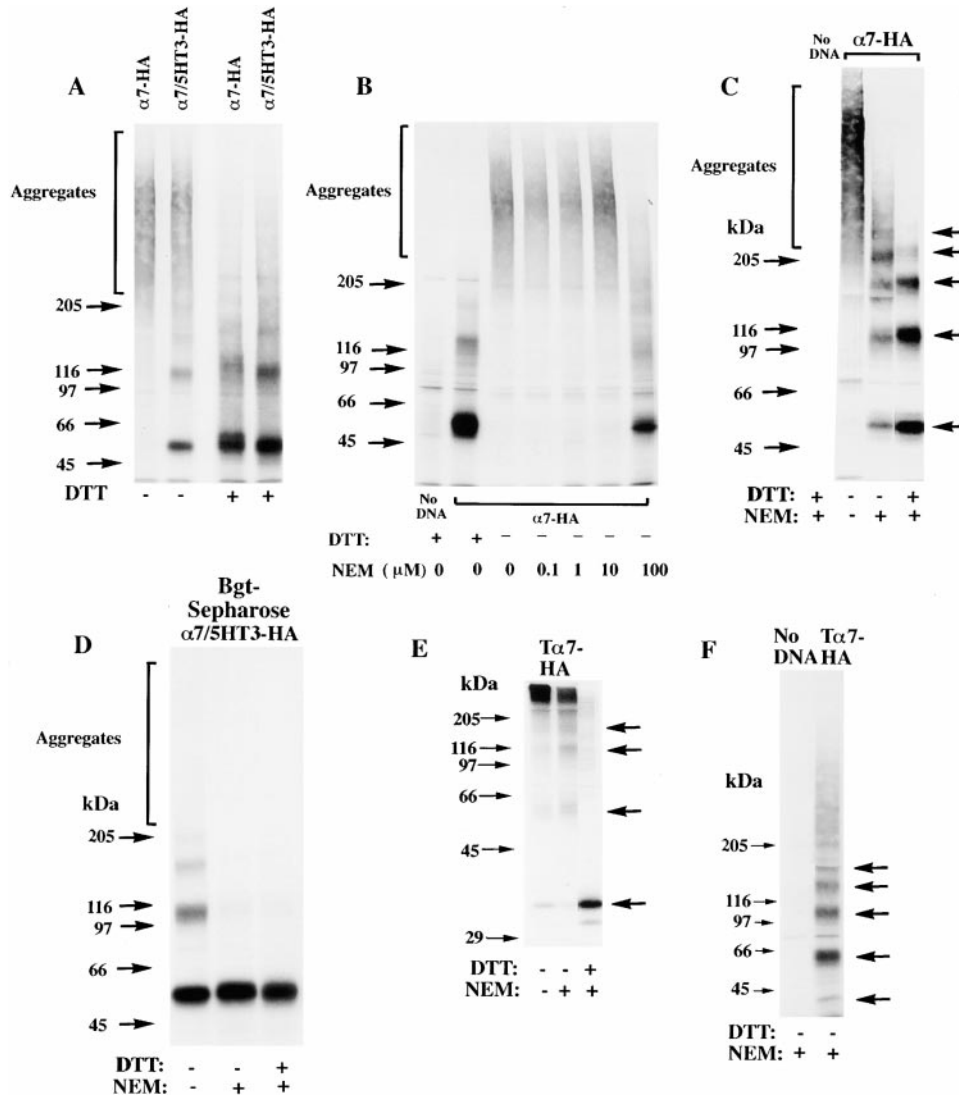 A
α7-HA
α7/5HT3-HA
α7-HA
α7/5HT3-HA
Aggregates
205
116
97
66
45
DTT - - + +
B
Aggregates
205
116
97
66
45
No DNA
α7-HA
DTT: + + - - - - -
NEM (μM) 0 0 0 0.1 1 10 100
C
No DNA
α7-HA
Aggregates
kDa
205
116
97
66
45
DTT: + - - +
NEM: + - + +
D
Bgt-
Sepharose
α7/5HT3-HA
Aggregates
kDa
205
116
97
66
45
DTT: - - +
NEM: - + +
E
Tα7-
HA
kDa
205
116
97
66
45
29
DTT: - - +
NEM: - + +
F
No DNA
Tα7-
HA
kDa
205
116
97
66
45
DTT: - -
NEM: + +